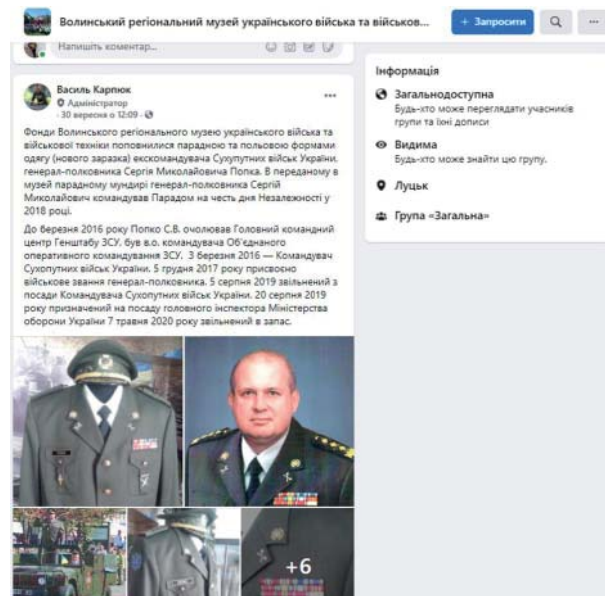 Волинський регіональний музей українського війська та військов...
+ Запросити
Напишіть коментар...
Василь Карпюк
Адміністратор
· 30 вересня о 12:09 ·
Фонди Волинського регіонального музею українського війська та
військової техніки поповнилися парадною та польовою формами
одягу (нового заразка) екскомандувача Сухопутних військ України.
генерал-полковника Сергія Миколайовича Попка. В переданому в
музей парадному мундирі генерал-полковника Сергій
Миколайович командував Парадом на честь дня Незалежності у
2018 році.
До березня 2016 року Попко С.В. очолював Головний командний
центр Генштабу ЗСУ. був в.о. командувача Об'єднаного
оперативного командування ЗСУ. З березня 2016 — Командувач
Сухопутних військ України. 5 грудня 2017 року присвоєно
військове звання генерал-полковника. 5 серпня 2019 звільнений з
посади Командувача Сухопутних військ України. 20 серпня 2019
року призначений на посаду головного інспектора Міністерства
оборони України 7 травня 2020 року звільнений в запас.
+6
Інформація
Загальнодоступна
Будь-хто може переглядати учасників
групи та їхні дописи
Видима
Будь-хто може знайти цю групу.
Луцьк
Група «Загальна»